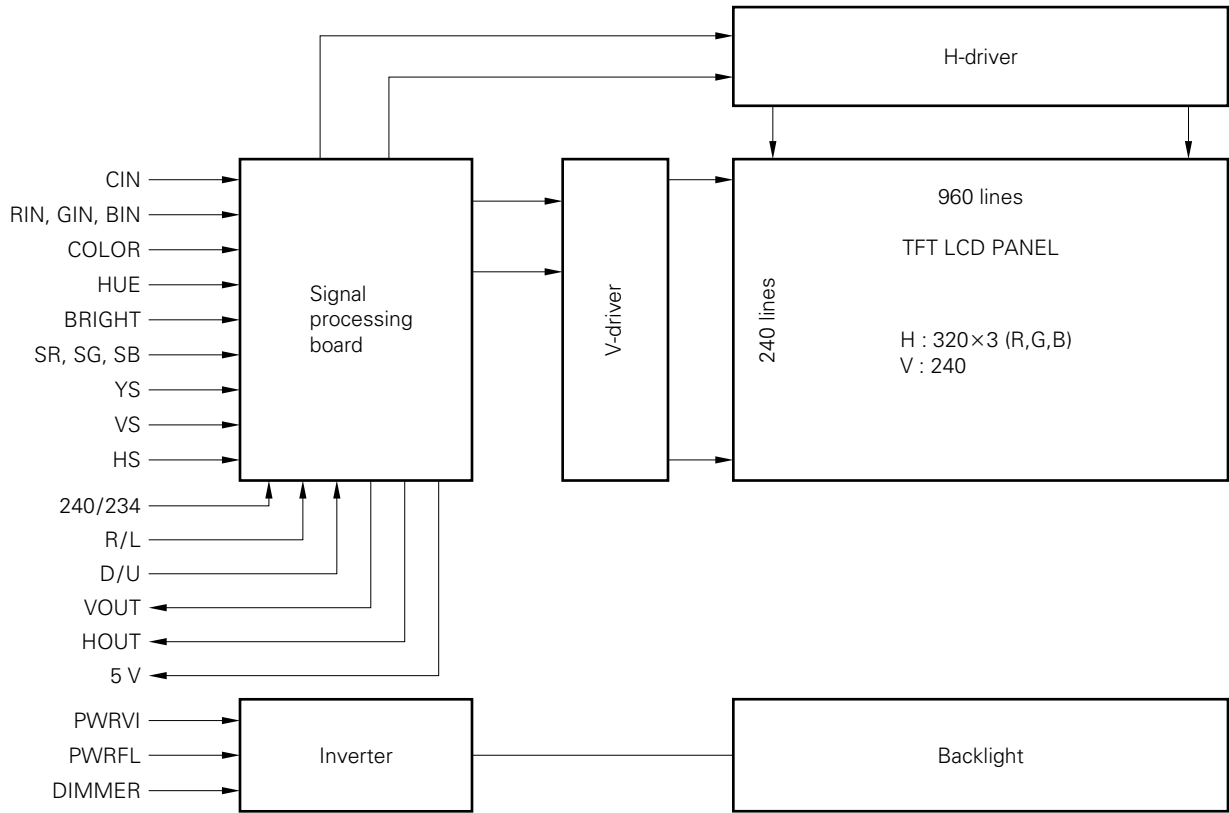 H-driver
CIN
RIN, GIN, BIN
COLOR
HUE
BRIGHT
SR, SG, SB
YS
VS
HS
240/234
R/L
D/U
VOUT
HOUT
5 V
Signal
processing
board
V-driver
240 lines
960 lines
TFT LCD PANEL
H : 320×3 (R,G,B)
V : 240
PWRVI
PWRFL
DIMMER
Inverter
Backlight